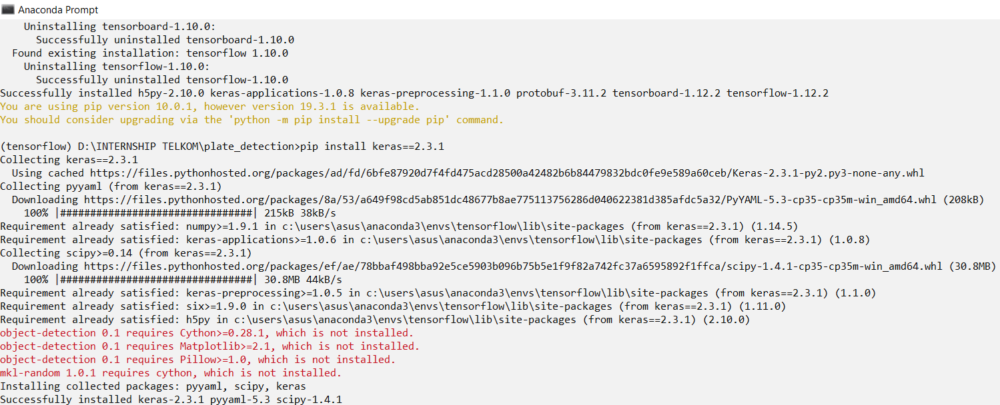 Anaconda Prompt
Uninstalling tensorboard-1.10.0:
Successfully uninstalled tensorboard-1.10.0
Found existing installation: tensorflow 1.10.0
Uninstalling tensorflow-1.10.0:
Successfully uninstalled tensorflow-1.10.0
Successfully installed h5py-2.10.0 keras-applications-1.0.8 keras-preprocessing-1.1.0 protobuf-3.11.2 tensorboard-1.12.2 tensorflow-1.12.2
You are using pip version 10.0.1, however version 19.3.1 is available.
You should consider upgrading via the 'python -m pip install --upgrade pip' command.
(tensorflow) D:\INTERNSHIP TELKOM\plate_detection>pip install keras==2.3.1
Collecting keras==2.3.1
Using cached https://files.pythonhosted.org/packages/ad/fd/6bfe87920d7f4fd475acd28500a42482b6b84479832bdc0fe9e589a60ceb/Keras-2.3.1-py2.py3-none-any.whl
Collecting pyyaml (from keras==2.3.1)
Downloading https://files.pythonhosted.org/packages/8a/53/a649f98cd5ab851dc48677b8ae775113756286d040622381d385afdc5a32/PyYAML-5.3-cp35-cp35m-win_amd64.whl (208kB)
100% |################################| 215kB 38kB/s
Requirement already satisfied: numpy>=1.9.1 in c:\users\asus\anaconda3\envs\tensorflow\lib\site-packages (from keras==2.3.1) (1.14.5)
Requirement already satisfied: keras-applications>=1.0.6 in c:\users\asus\anaconda3\envs\tensorflow\lib\site-packages (from keras==2.3.1) (1.0.8)
Collecting scipy>=0.14 (from keras==2.3.1)
Downloading https://files.pythonhosted.org/packages/ef/ae/78bbaf498bba92e5ce5903b096b75b5e1f9f82a742fc37a6595892f1ffca/scipy-1.4.1-cp35-cp35m-win_amd64.whl (30.8MB)
100% |################################| 30.8MB 44kB/s
Requirement already satisfied: keras-preprocessing>=1.0.5 in c:\users\asus\anaconda3\envs\tensorflow\lib\site-packages (from keras==2.3.1) (1.1.0)
Requirement already satisfied: six>=1.9.0 in c:\users\asus\anaconda3\envs\tensorflow\lib\site-packages (from keras==2.3.1) (1.11.0)
Requirement already satisfied: h5py in c:\users\asus\anaconda3\envs\tensorflow\lib\site-packages (from keras==2.3.1) (2.10.0)
object-detection 0.1 requires Cython>=0.28.1, which is not installed.
object-detection 0.1 requires Matplotlib>=2.1, which is not installed.
object-detection 0.1 requires Pillow>=1.0, which is not installed.
mkl-random 1.0.1 requires cython, which is not installed.
Installing collected packages: pyyaml, scipy, keras
Successfully installed keras-2.3.1 pyyaml-5.3 scipy-1.4.1